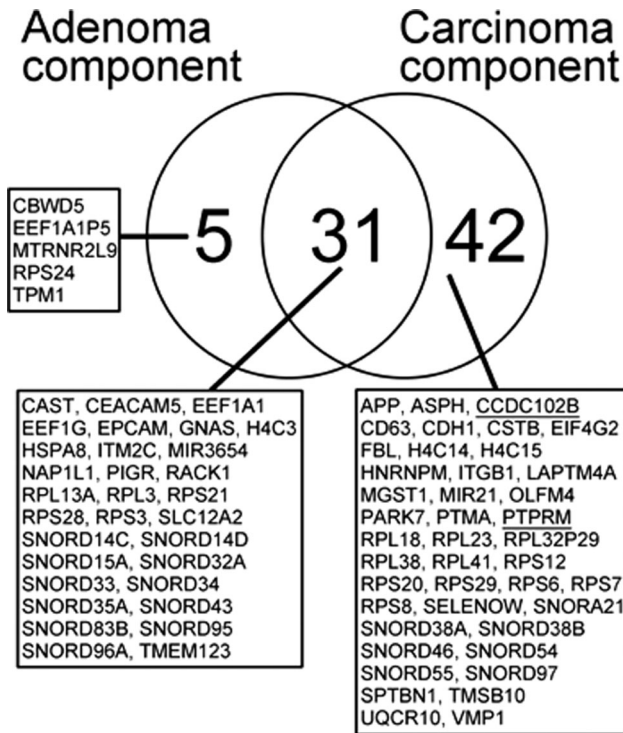 Adenoma
component
Carcinoma
component
5
31
42
CBWD5
EEF1A1P5
MTRNR2L9
RPS24
TPM1
CAST, CEACAM5, EEF1A1
EEF1G, EPCAM, GNAS, H4C3
HSPA8, ITM2C, MIR3654
NAP1L1, PIGR, RACK1
RPL13A, RPL3, RPS21
RPS28, RPS3, SLC12A2
SNORD14C, SNORD14D
SNORD15A, SNORD32A
SNORD33, SNORD34
SNORD35A, SNORD43
SNORD83B, SNORD95
SNORD96A, TMEM123
APP, ASPH, CCDC102B
CD63, CDH1, CSTB, EIF4G2
FBL, H4C14, H4C15
HNRNPM, ITGB1, LAPTM4A
MGST1, MIR21, OLFM4
PARK7, PTMA, PTPRM
RPL18, RPL23, RPL32P29
RPL38, RPL41, RPS12
RPS20, RPS29, RPS6, RPS7
RPS8, SELENOW, SNORA21
SNORD38A, SNORD38B
SNORD46, SNORD54
SNORD55, SNORD97
SPTBN1, TMSB10
UQCR10, VMP1